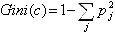 Gini(c) = 1 − ∑_j p_j^2